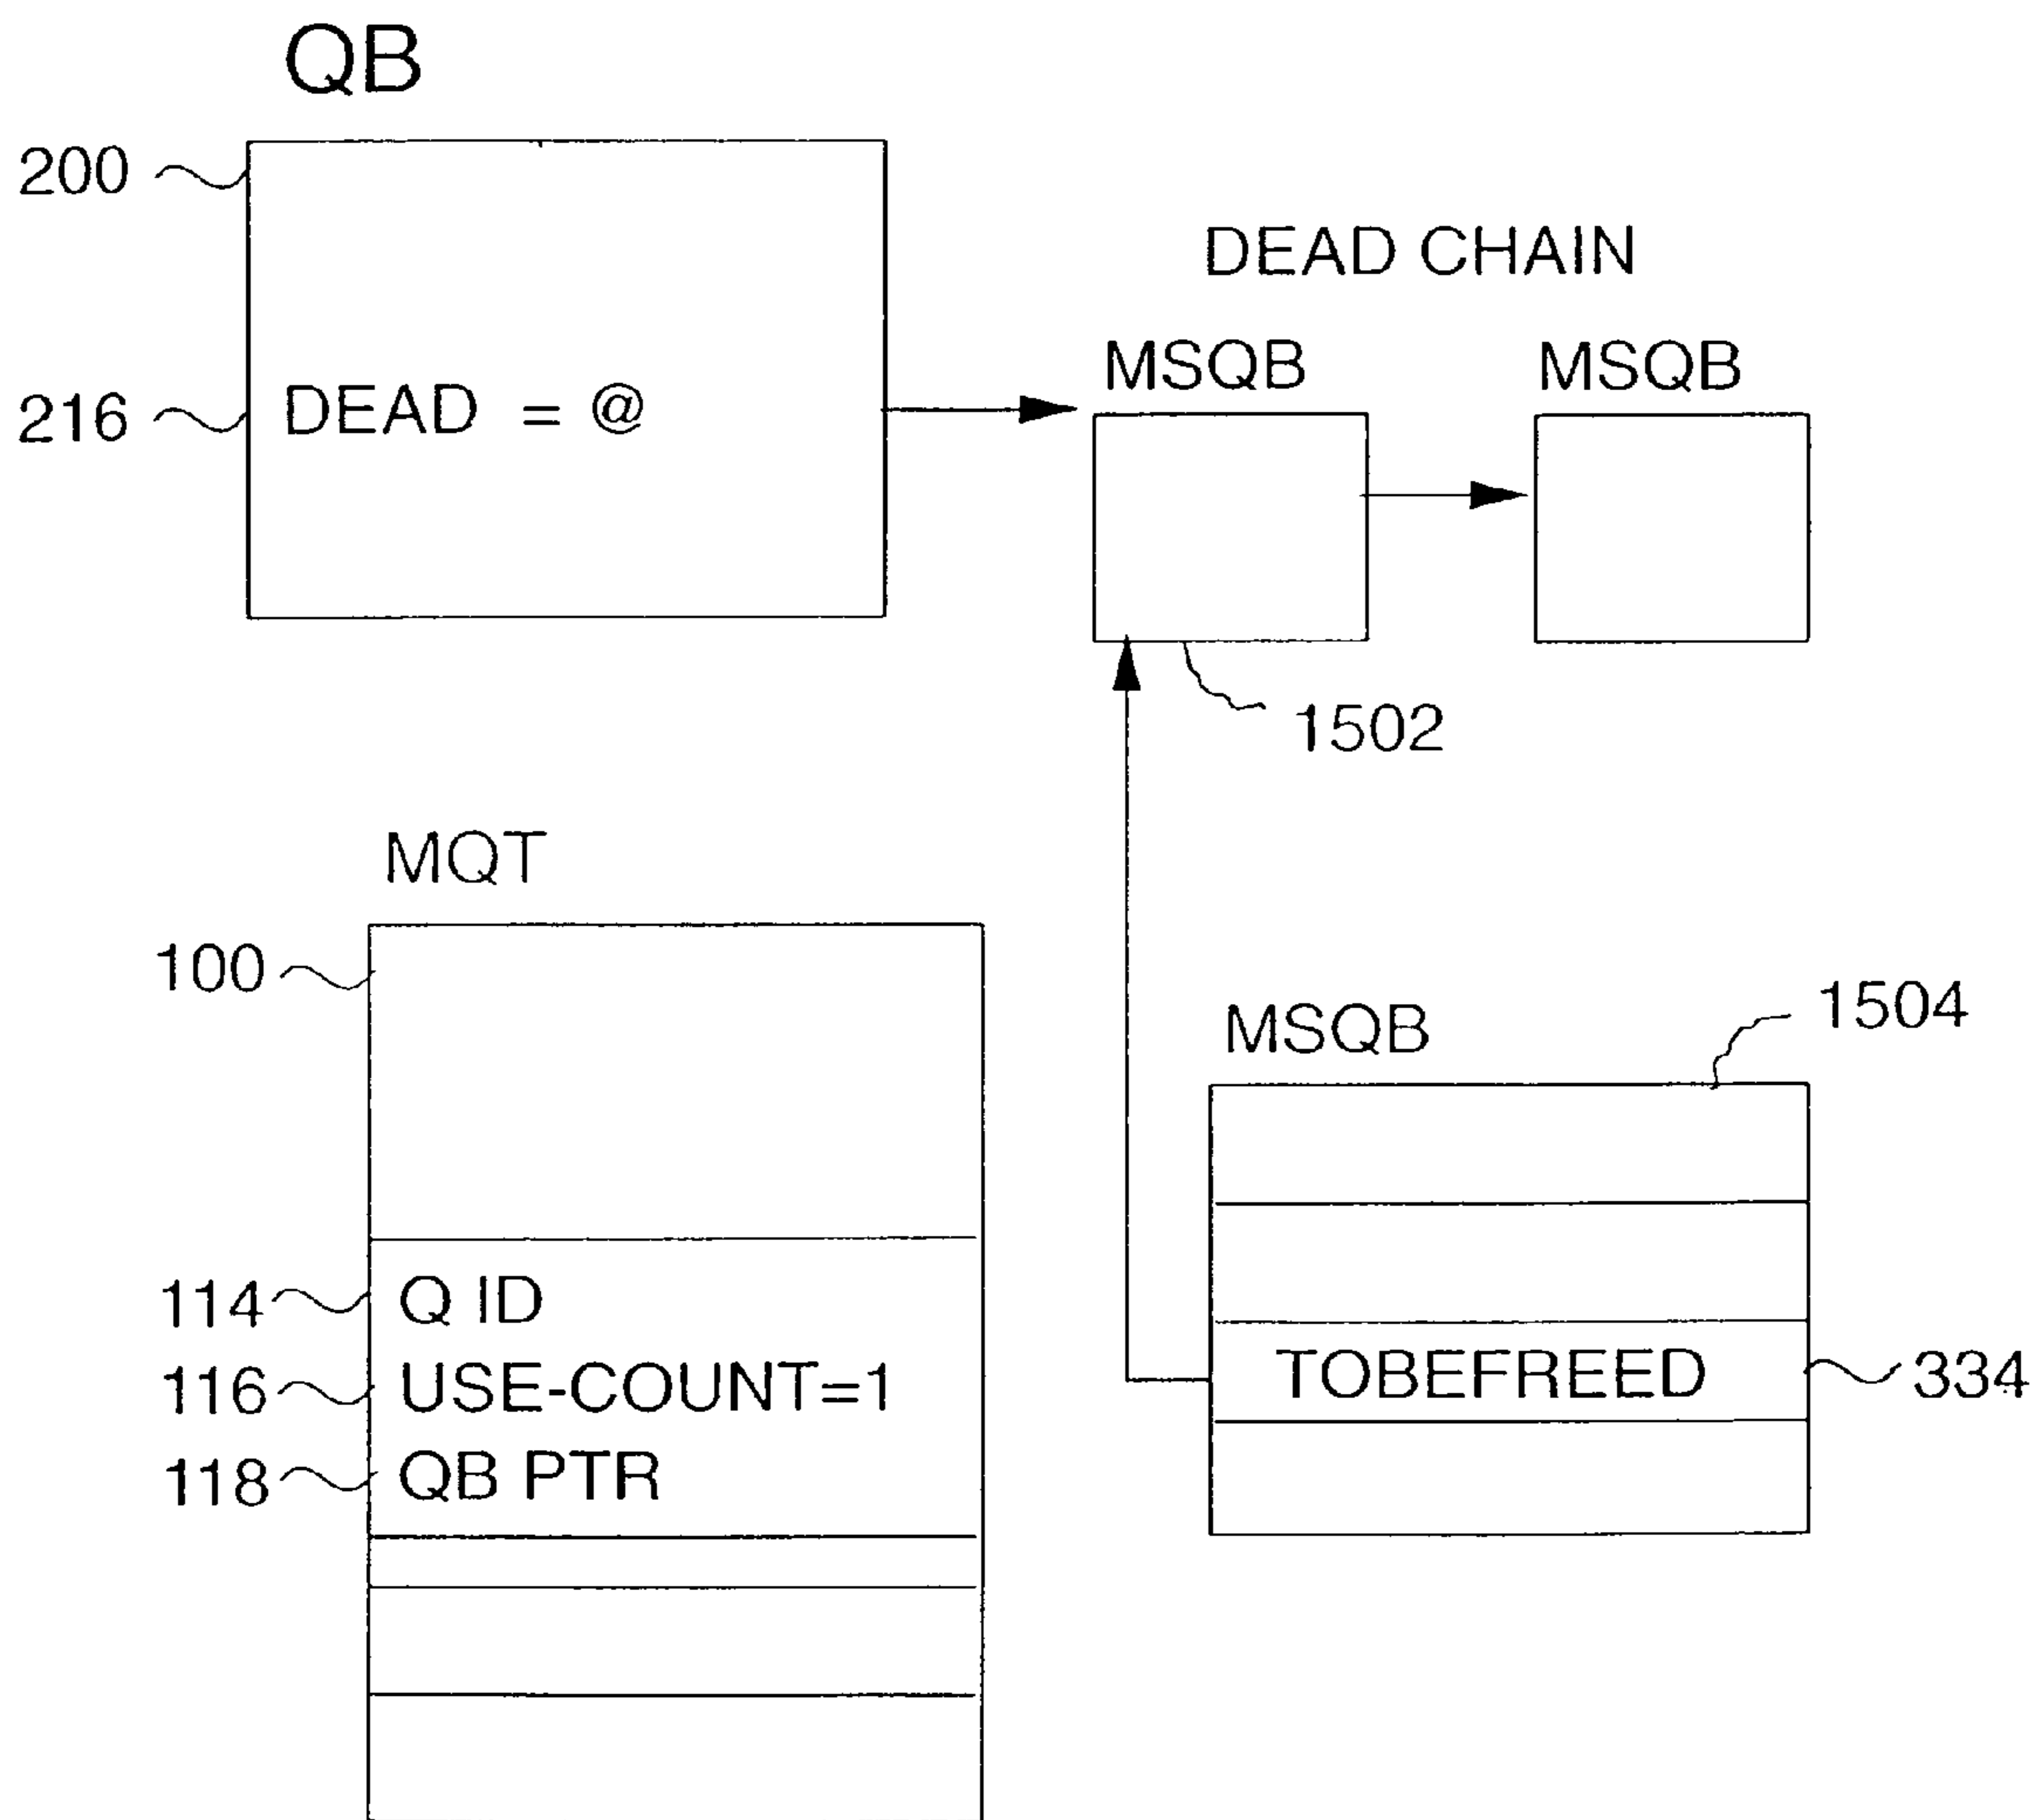 QB
200
DEAD CHAIN
MSQB
MSQB
216
DEAD = @
1502
MQT
100
1504
MSQB
114
Q ID
116
USE-COUNT=1
TOBEFREED
334
118
QB PTR